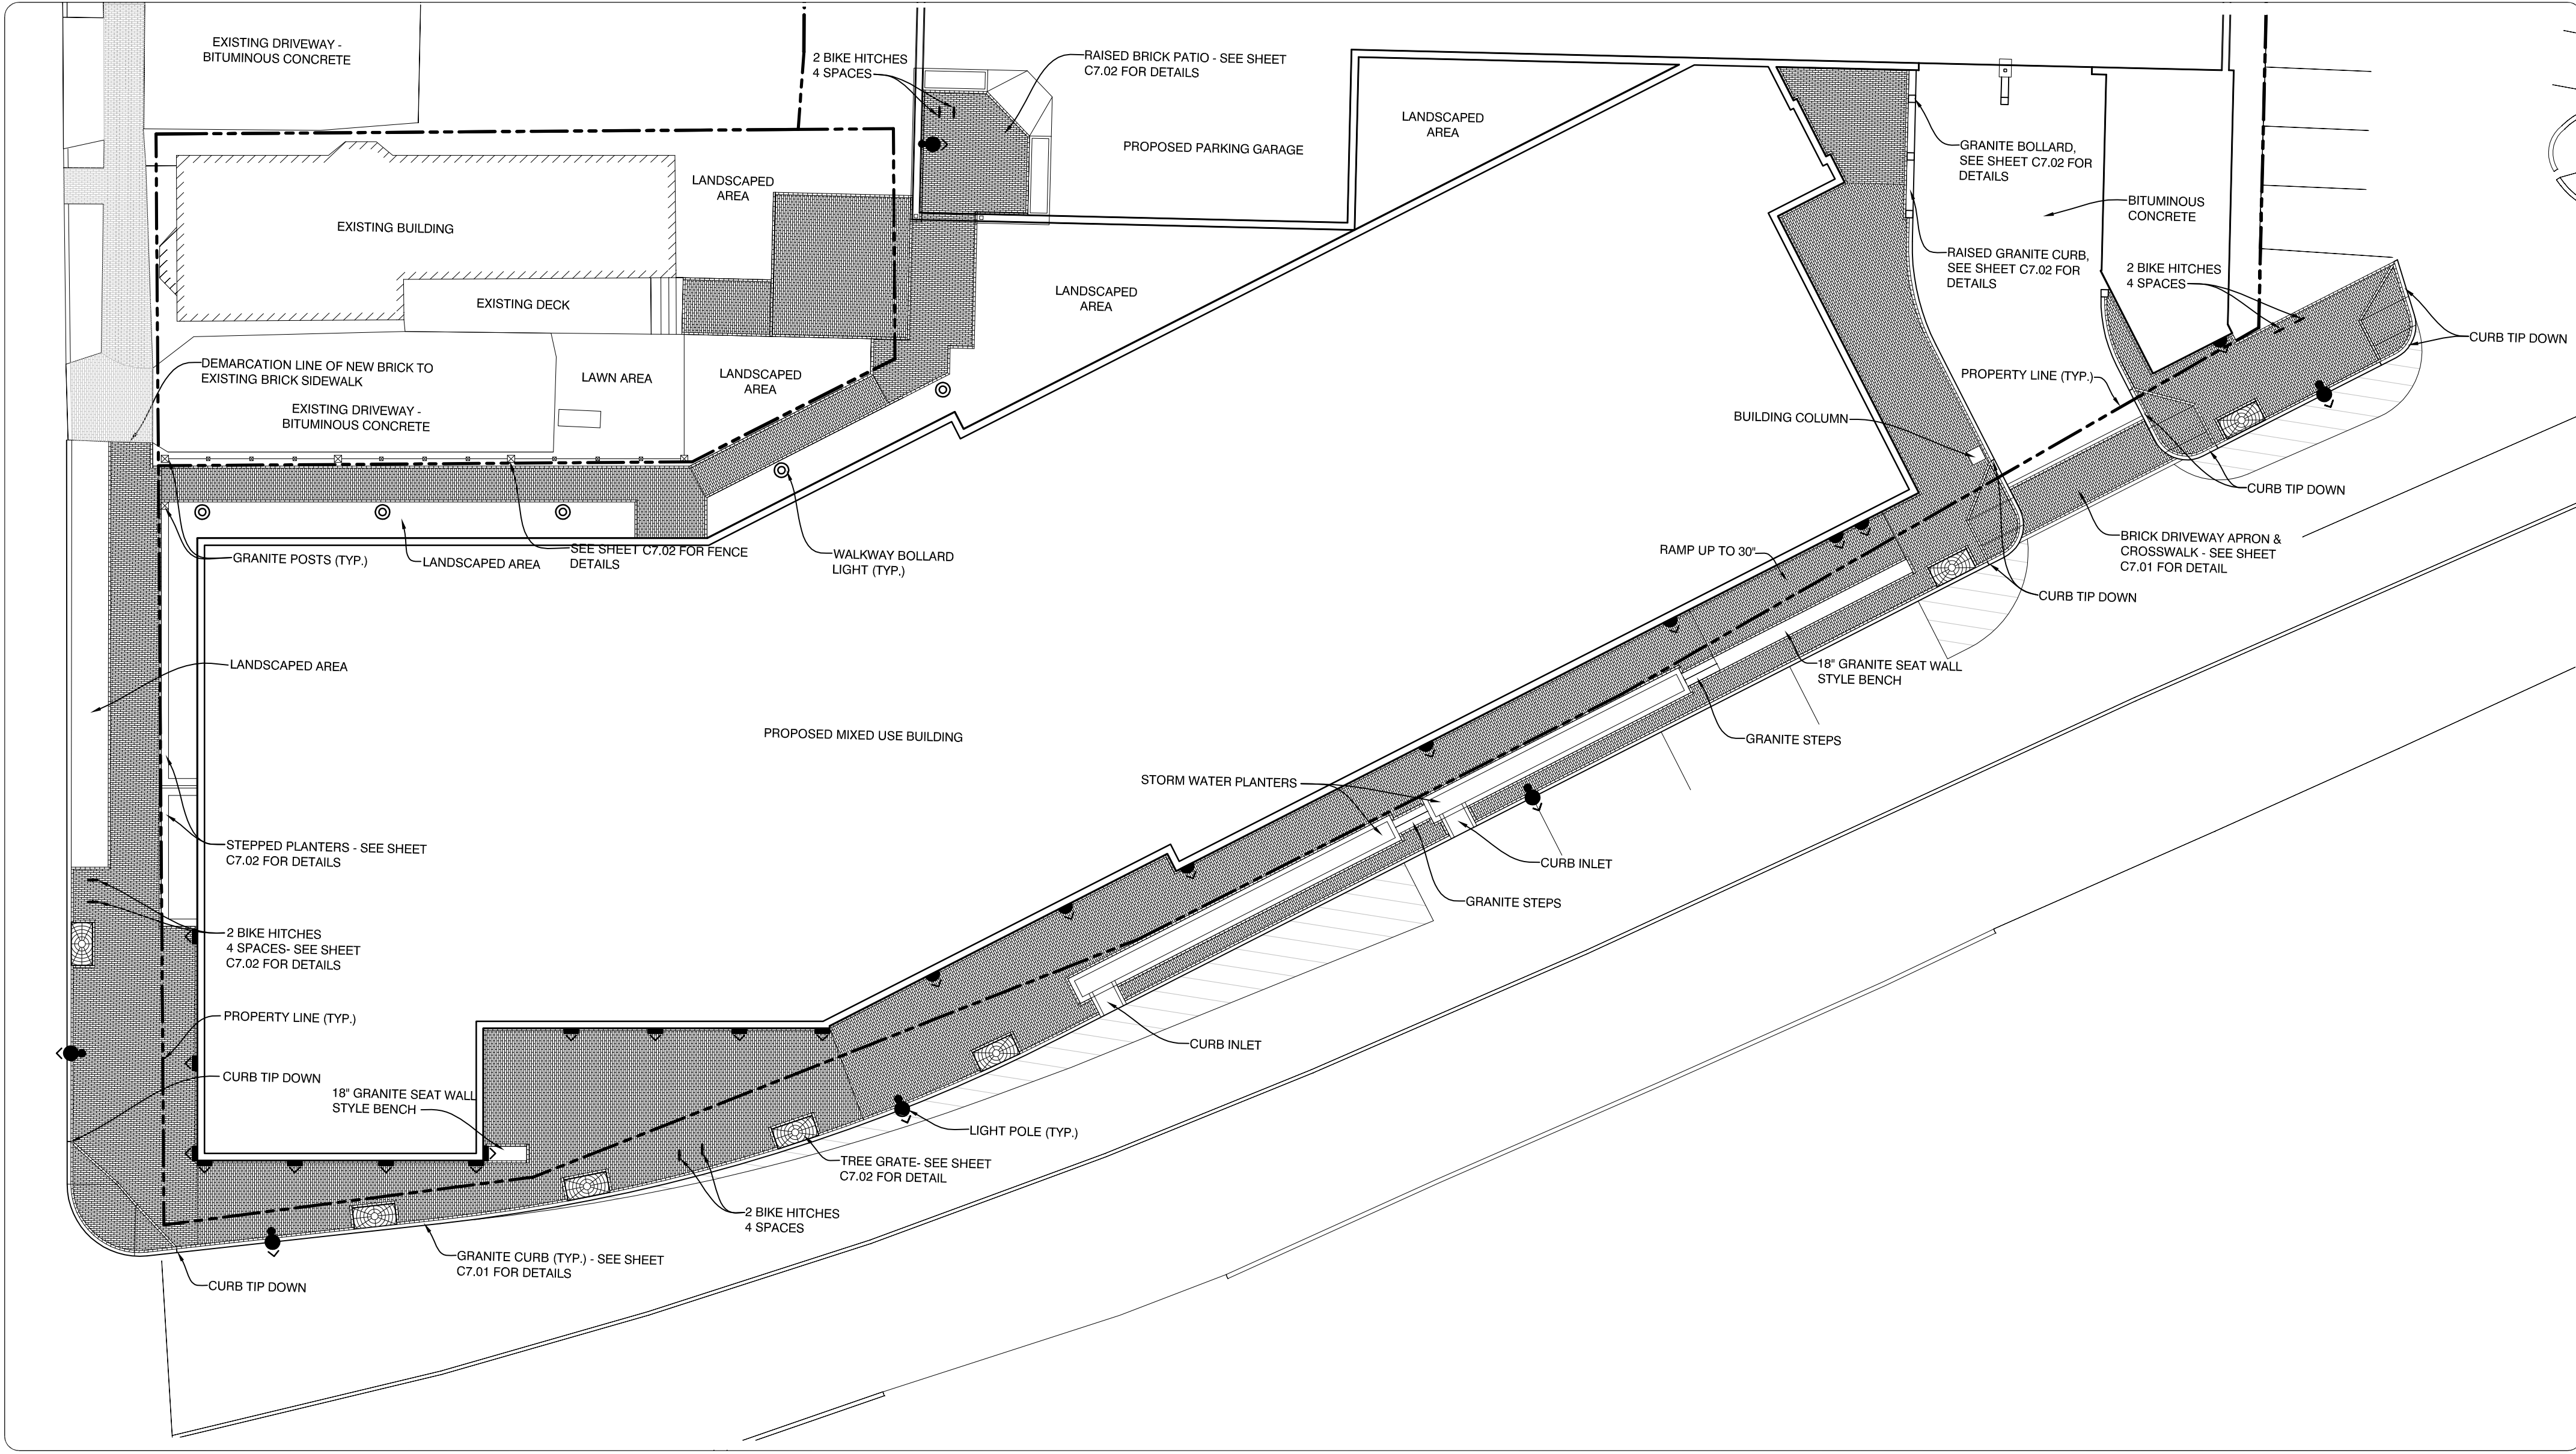 EXISTING DRIVEWAY -
BITUMINOUS CONCRETE
2 BIKE HITCHES
4 SPACES
RAISED BRICK PATIO - SEE SHEET
C7.02 FOR DETAILS
LANDSCAPED
AREA
PROPOSED PARKING GARAGE
GRANITE BOLLARD,
SEE SHEET C7.02 FOR
DETAILS
LANDSCAPED
AREA
BITUMINOUS
CONCRETE
EXISTING BUILDING
RAISED GRANITE CURB,
SEE SHEET C7.02 FOR
DETAILS
2 BIKE HITCHES
4 SPACES
LANDSCAPED
AREA
EXISTING DECK
CURB TIP DOWN
DEMARCATION LINE OF NEW BRICK TO
EXISTING BRICK SIDEWALK
LAWN AREA
LANDSCAPED
AREA
PROPERTY LINE (TYP.)
EXISTING DRIVEWAY -
BITUMINOUS CONCRETE
BUILDING COLUMN
CURB TIP DOWN
BRICK DRIVEWAY APRON &
CROSSWALK - SEE SHEET
C7.01 FOR DETAIL
GRANITE POSTS (TYP.)
LANDSCAPED AREA
SEE SHEET C7.02 FOR FENCE
DETAILS
WALKWAY BOLLARD
LIGHT (TYP.)
RAMP UP TO 30"
CURB TIP DOWN
LANDSCAPED AREA
18" GRANITE SEAT WALL
STYLE BENCH
PROPOSED MIXED USE BUILDING
GRANITE STEPS
STORM WATER PLANTERS
STEPPED PLANTERS - SEE SHEET
C7.02 FOR DETAILS
CURB INLET
GRANITE STEPS
2 BIKE HITCHES
4 SPACES- SEE SHEET
C7.02 FOR DETAILS
PROPERTY LINE (TYP.)
CURB INLET
CURB TIP DOWN
18" GRANITE SEAT WALL
STYLE BENCH
LIGHT POLE (TYP.)
TREE GRATE- SEE SHEET
C7.02 FOR DETAIL
2 BIKE HITCHES
4 SPACES
GRANITE CURB (TYP.) - SEE SHEET
C7.01 FOR DETAILS
CURB TIP DOWN